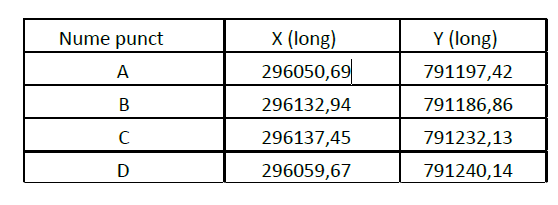 Nume punct X (long) Y (long)
A 296050,69 791197,42
B 296132,94 791186,86
C 296137,45 791232,13
D 296059,67 791240,14